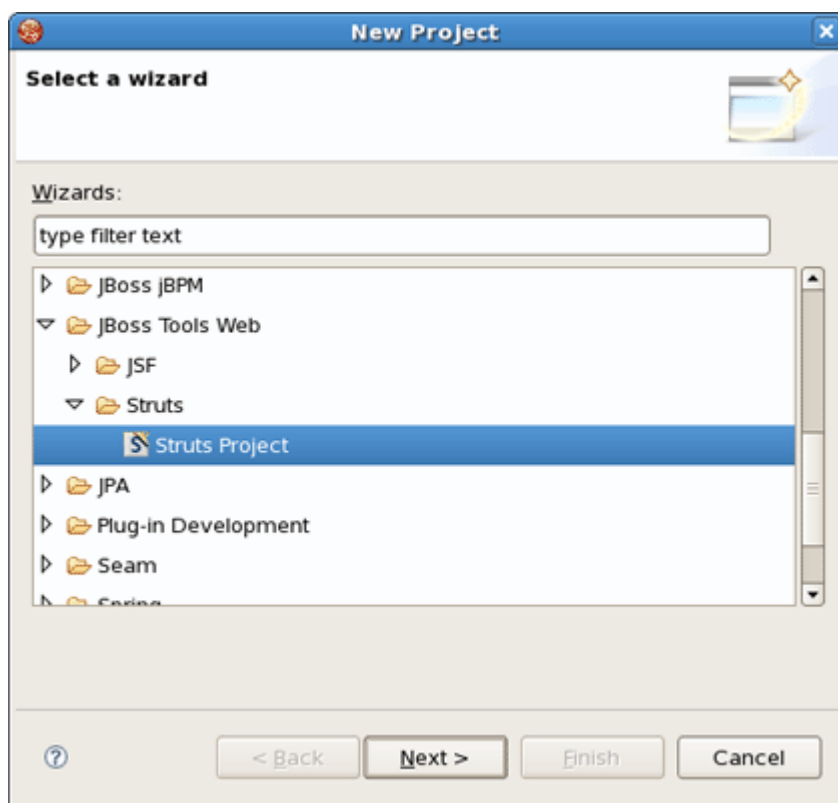 New Project
Select a wizard
Wizards:
type filter text
JBoss jBPM
JBoss Tools Web
JSF
Struts
Struts Project
JPA
Plug-in Development
Seam
Spring
< Back
Next >
Finish
Cancel